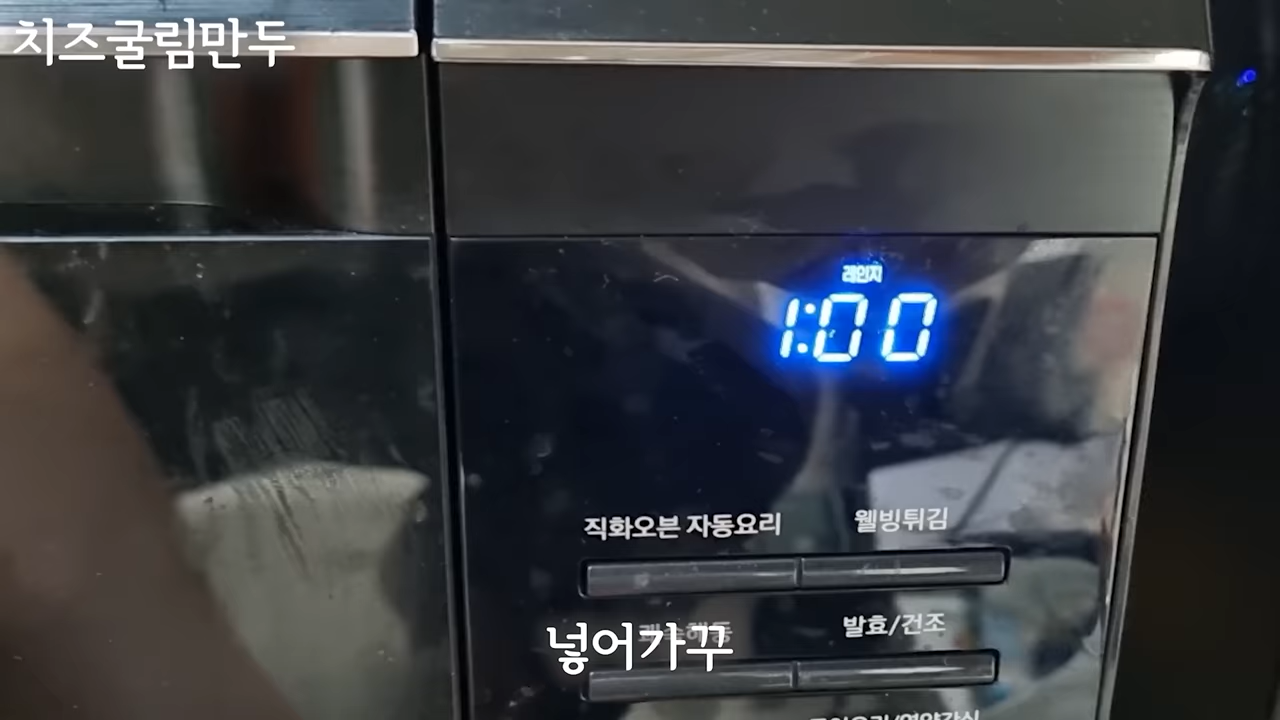 치즈굴림만두
레인지
1:00
직화오븐 자동요리
웰빙튀김
발효/건조
넣어가꾸